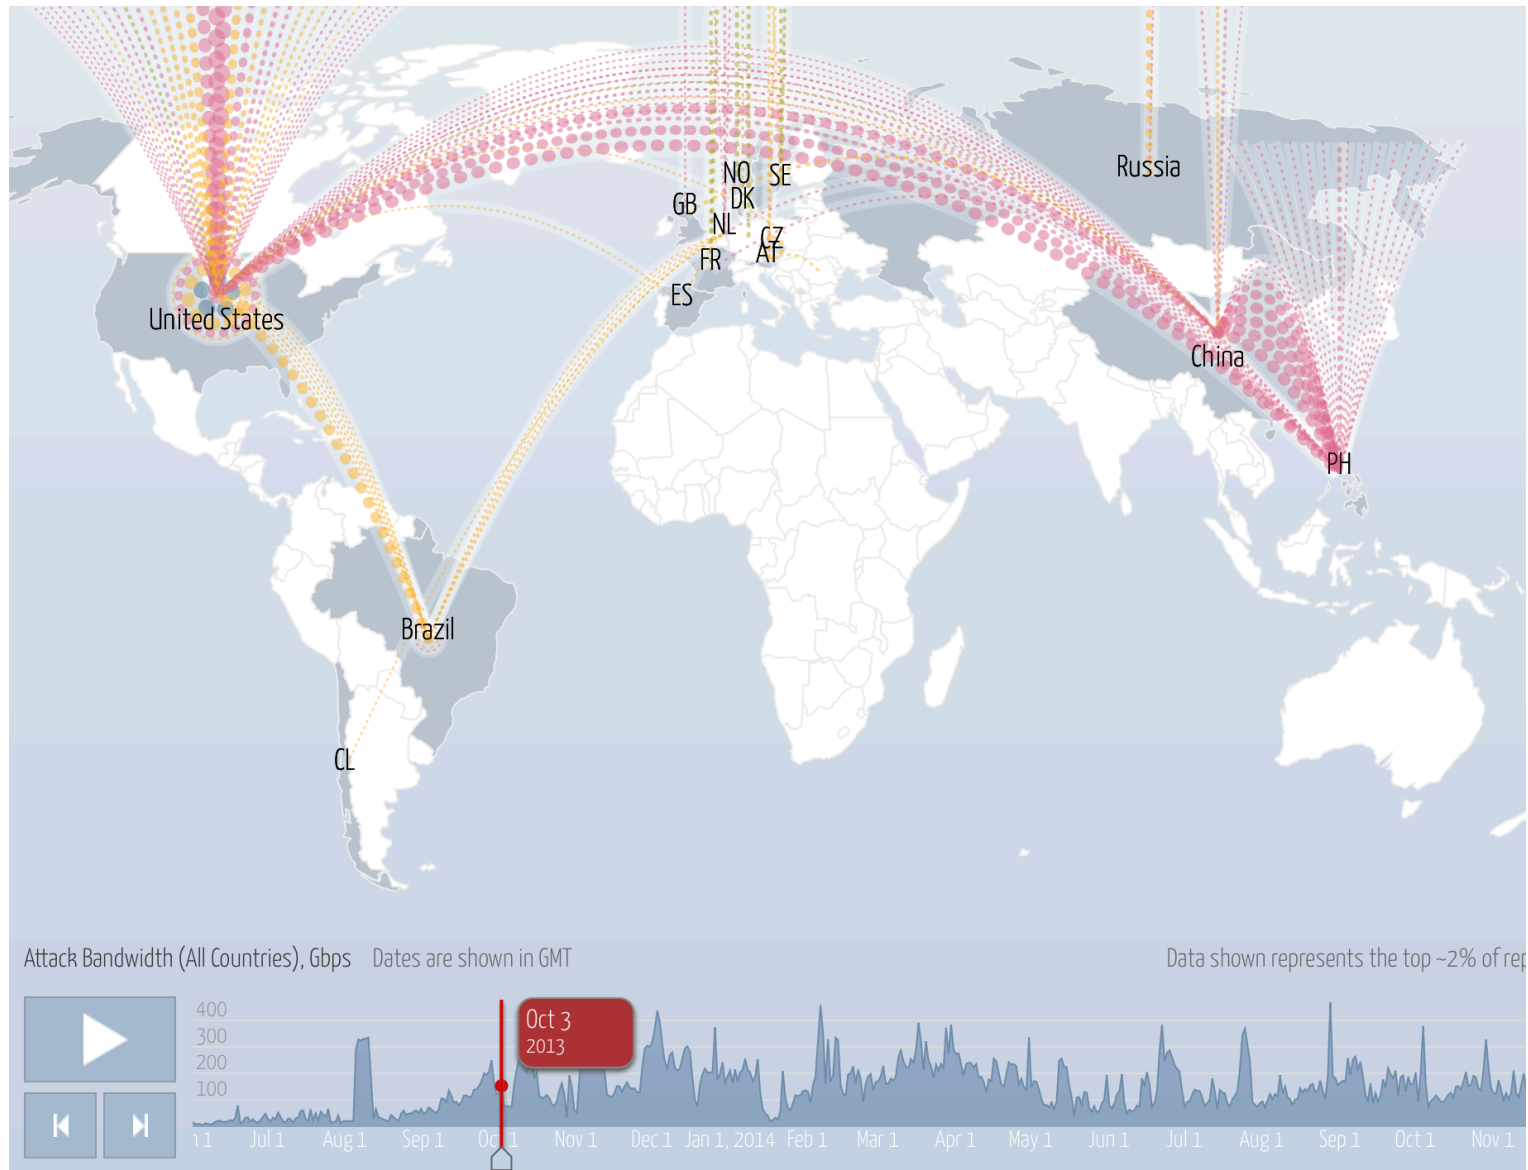 NO
SE
Russia
DK
GB
NL
CZ
AT
FR
ES
United States
China
PH
Brazil
CL
Attack Bandwidth (All Countries), Gbps Dates are shown in GMT Data shown represents the top ~2% of rep
400
300
200
100
Oct 3
2013
1 Jul 1 Aug 1 Sep 1 Oct 1 Nov 1 Dec 1 Jan 1, 2014 Feb 1 Mar 1 Apr 1 May 1 Jun 1 Jul 1 Aug 1 Sep 1 Oct 1 Nov 1